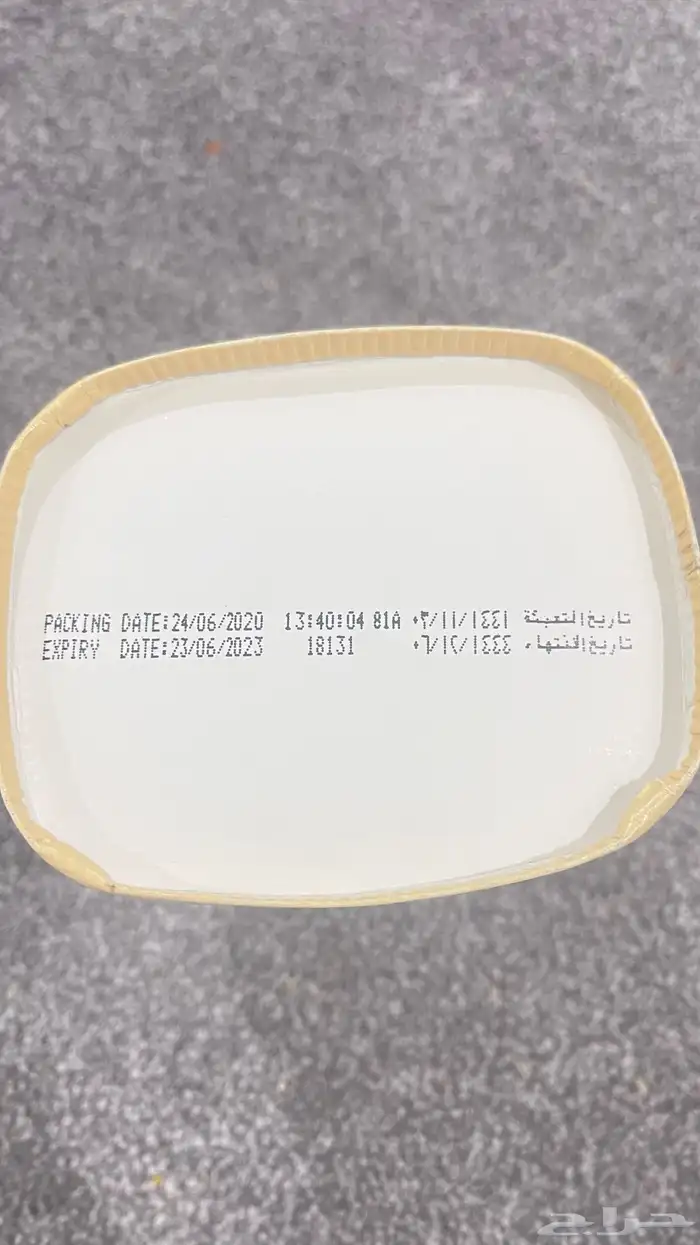 PACKING DATE:24/06/2020 13:40:04 81A ٠٣/١١/١٤٤١ تاريخ التعبئة
EXPIRY DATE:23/06/2023 18131 ٠٦/١٢/١٤٤٤ تاريخ الانتهاء
حراج